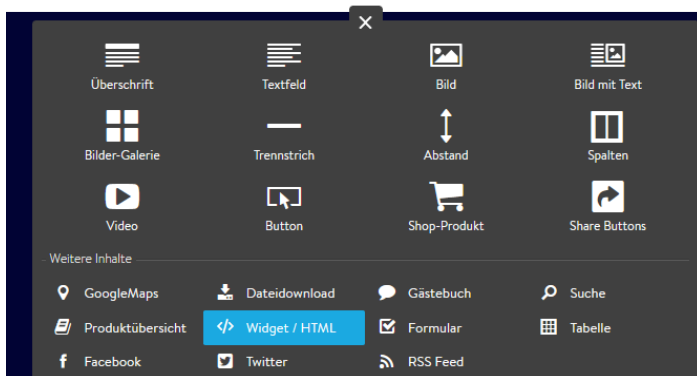 Überschrift Textfeld Bild Bild mit Text
Bilder-Galerie Trennstrich Abstand Spalten
Video Button Shop-Produkt Share Buttons
Weitere Inhalte
GoogleMaps Dateidownload Gästebuch Suche
Produktübersicht Widget / HTML Formular Tabelle
Facebook Twitter RSS Feed